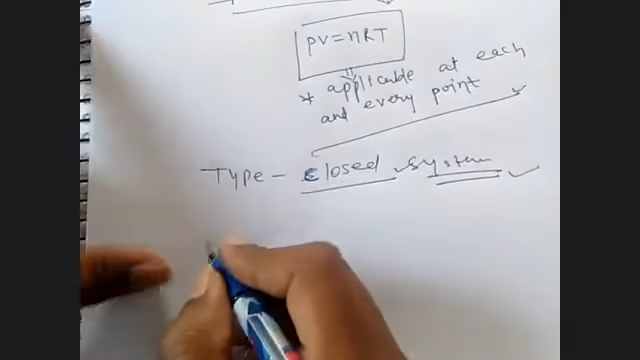 PV=nRT
* applicable at each
and every point
Type - closed system